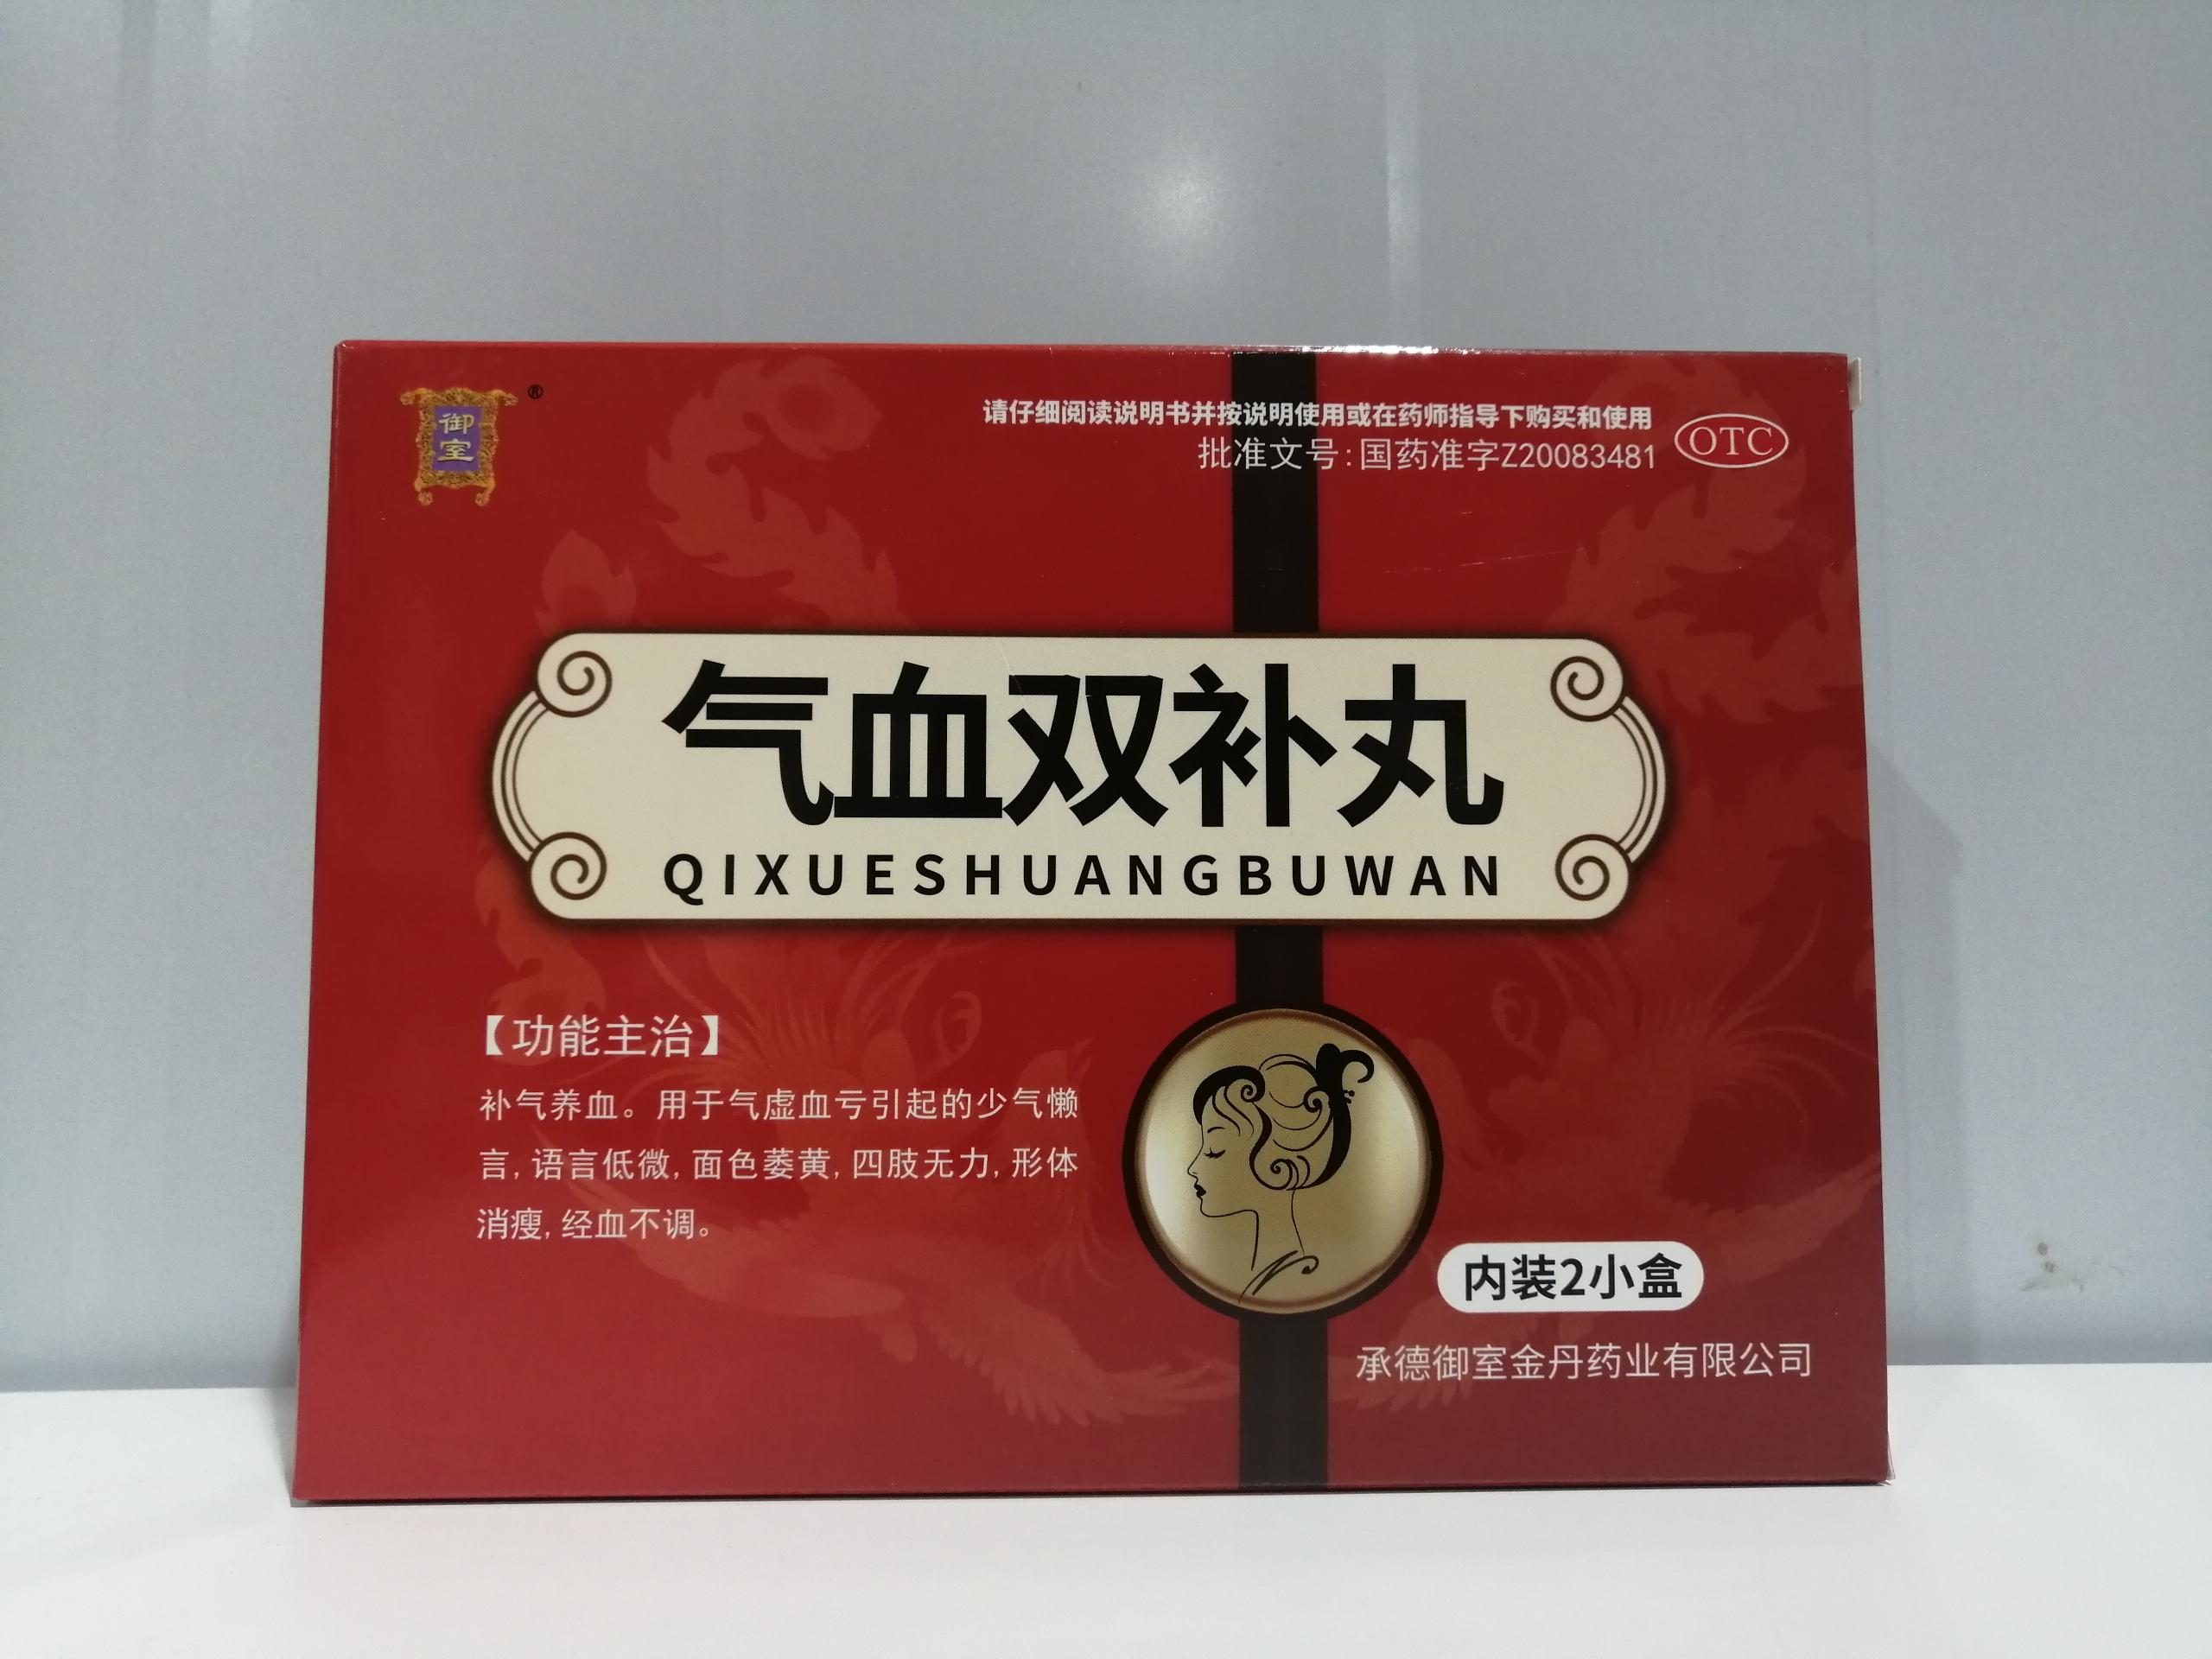 御室®
请仔细阅读说明书并按说明使用或在药师指导下购买和使用
批准文号:国药准字Z20083481
OTC
气血双补丸
QIXUESHUANGBUWAN
【功能主治】
补气养血。用于气虚血亏引起的少气懒
言,语言低微,面色萎黄,四肢无力,形体
消瘦,经血不调。
内装2小盒
承德御室金丹药业有限公司